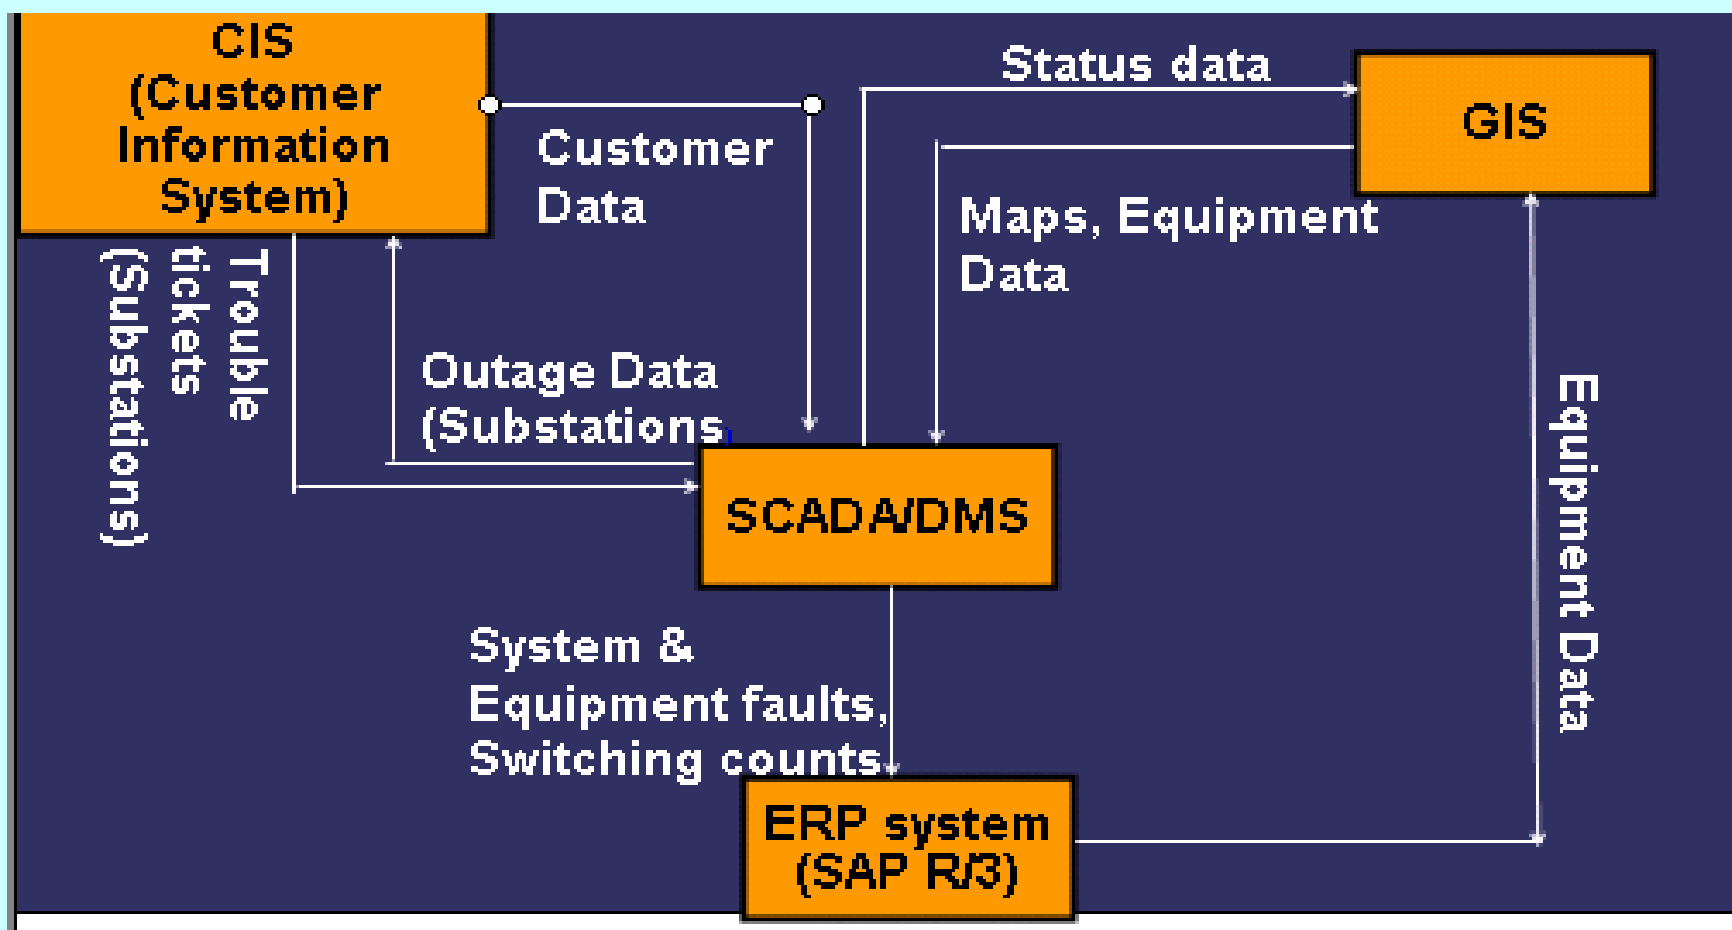 CIS
(Customer
Information
System)
Status data
GIS
Customer
Data
Maps, Equipment
Data
Trouble
tickets
(Substations)
Outage Data
(Substations)
Equipment Data
SCADA/DMS
System &
Equipment faults,
Switching counts
ERP system
(SAP R/3)